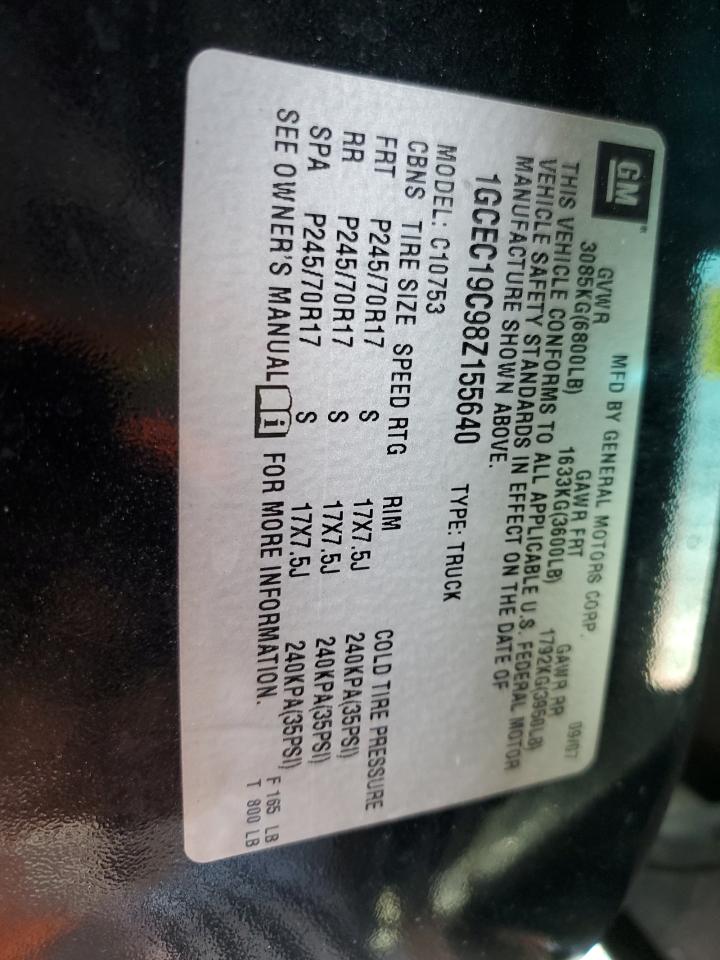 GM®
MFD BY GENERAL MOTORS CORP. 09/07
GVWR GAWR FRT GAWR RR
3085KG(6800LB) 1633KG(3600LB) 1792KG(3950LB)
THIS VEHICLE CONFORMS TO ALL APPLICABLE U.S. FEDERAL MOTOR
VEHICLE SAFETY STANDARDS IN EFFECT ON THE DATE OF
MANUFACTURE SHOWN ABOVE.
1GCEC19C98Z155640 TYPE: TRUCK
MODEL: C10753
CBNS TIRE SIZE SPEED RTG RIM COLD TIRE PRESSURE
FRT P245/70R17 S 17X7.5J 240KPA(35PSI)
RR P245/70R17 S 17X7.5J 240KPA(35PSI)
SPA P245/70R17 S 17X7.5J 240KPA(35PSI)
SEE OWNER'S MANUAL i FOR MORE INFORMATION.
F 165 LB
T 800 LB